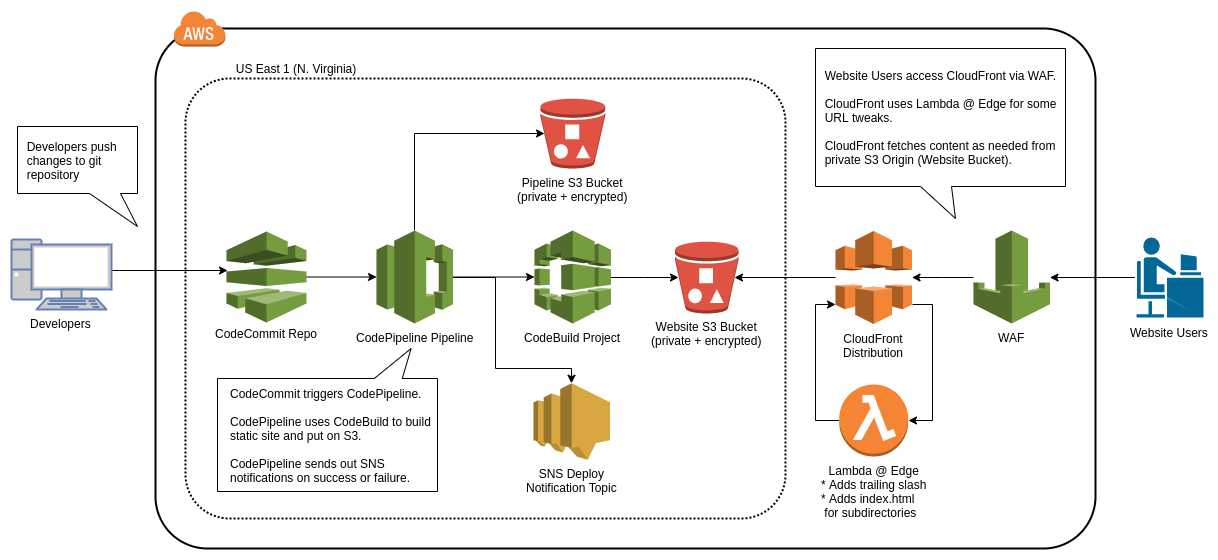 AWS
US East 1 (N. Virginia)
Website Users access CloudFront via WAF.
CloudFront uses Lambda @ Edge for some
URL tweaks.
CloudFront fetches content as needed from
private S3 Origin (Website Bucket).
Developers push
changes to git
repository
Pipeline S3 Bucket
(private + encrypted)
Developers
CodeCommit Repo
CodePipeline Pipeline
CodeBuild Project
Website S3 Bucket
(private + encrypted)
CloudFront
Distribution
WAF
Website Users
CodeCommit triggers CodePipeline.
CodePipeline uses CodeBuild to build
static site and put on S3.
CodePipeline sends out SNS
notifications on success or failure.
SNS Deploy
Notification Topic
Lambda @ Edge
* Adds trailing slash
* Adds index.html
for subdirectories